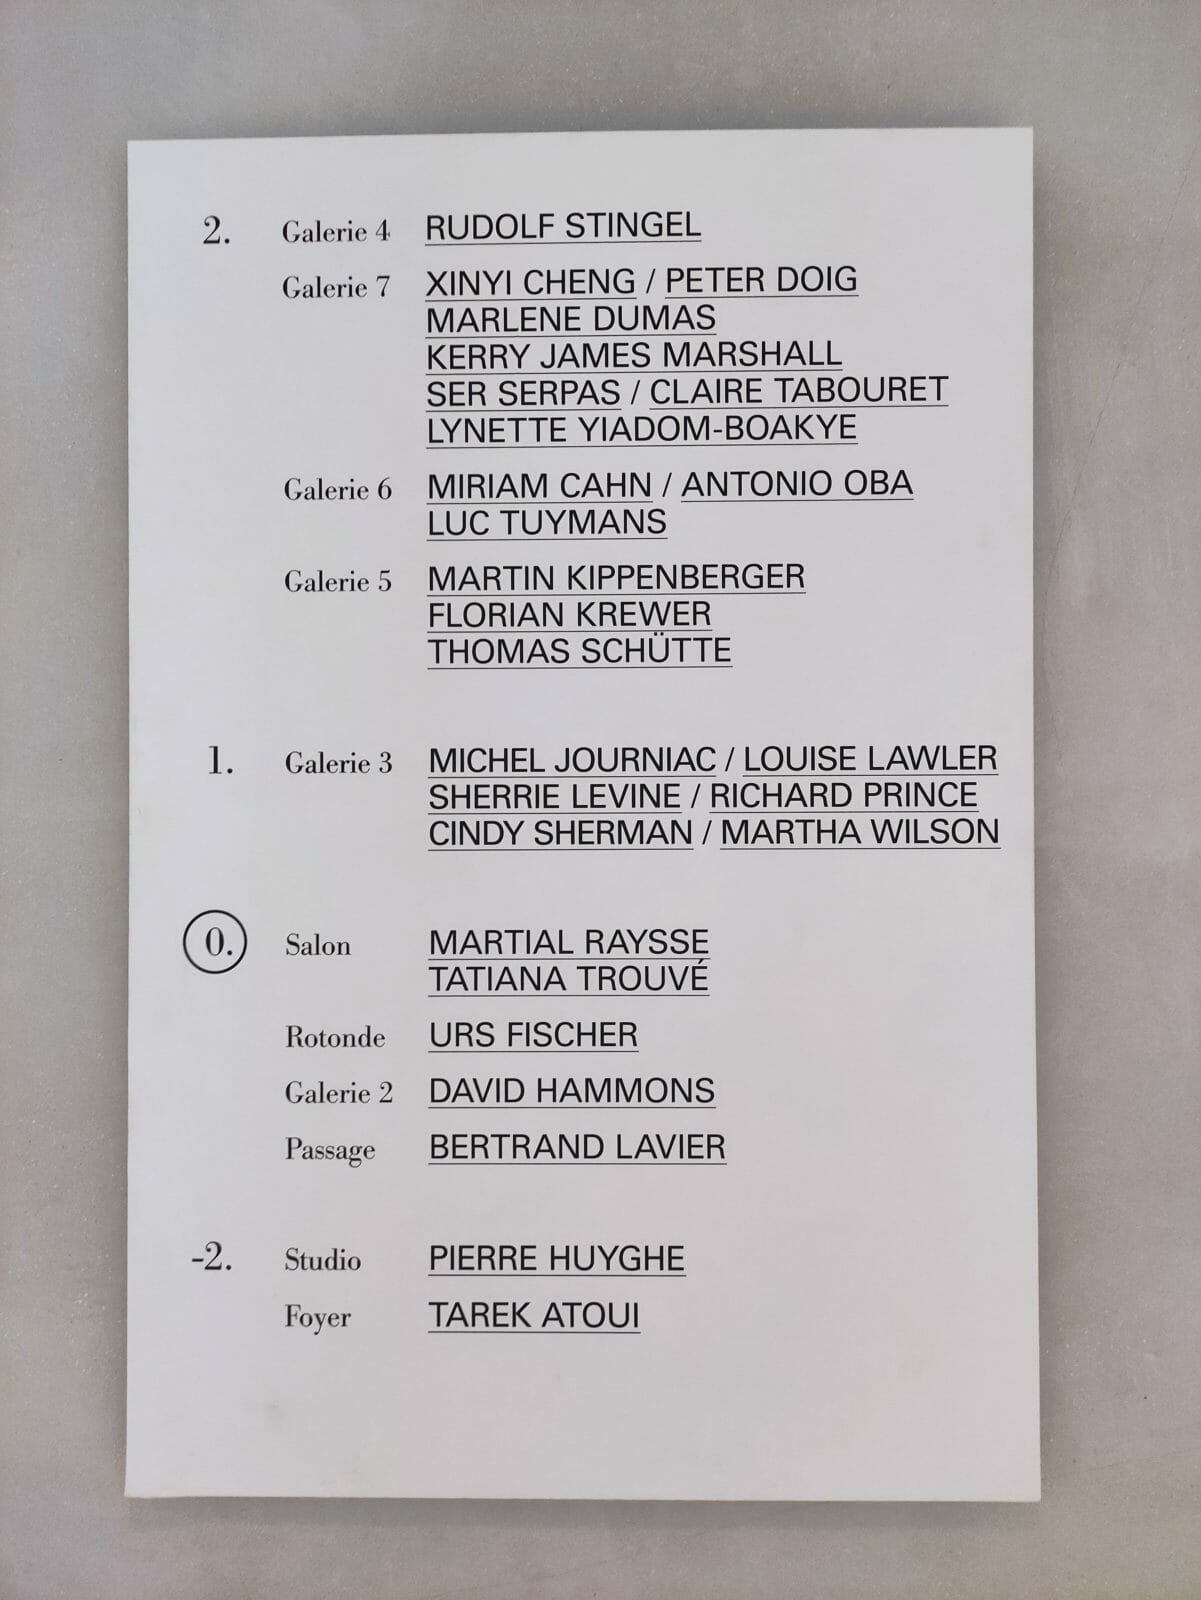 2. Galerie 4 RUDOLF STINGEL
Galerie 7 XINYI CHENG / PETER DOIG
MARLENE DUMAS
KERRY JAMES MARSHALL
SER SERPAS / CLAIRE TABOURET
LYNETTE YIADOM-BOAKYE
Galerie 6 MIRIAM CAHN / ANTONIO OBA
LUC TUYMANS
Galerie 5 MARTIN KIPPENBERGER
FLORIAN KREWER
THOMAS SCHÜTTE
1. Galerie 3 MICHEL JOURNIAC / LOUISE LAWLER
SHERRIE LEVINE / RICHARD PRINCE
CINDY SHERMAN / MARTHA WILSON
0. Salon MARTIAL RAYSSE
TATIANA TROUVÉ
Rotonde URS FISCHER
Galerie 2 DAVID HAMMONS
Passage BERTRAND LAVIER
-2. Studio PIERRE HUYGHE
Foyer TAREK ATOUI